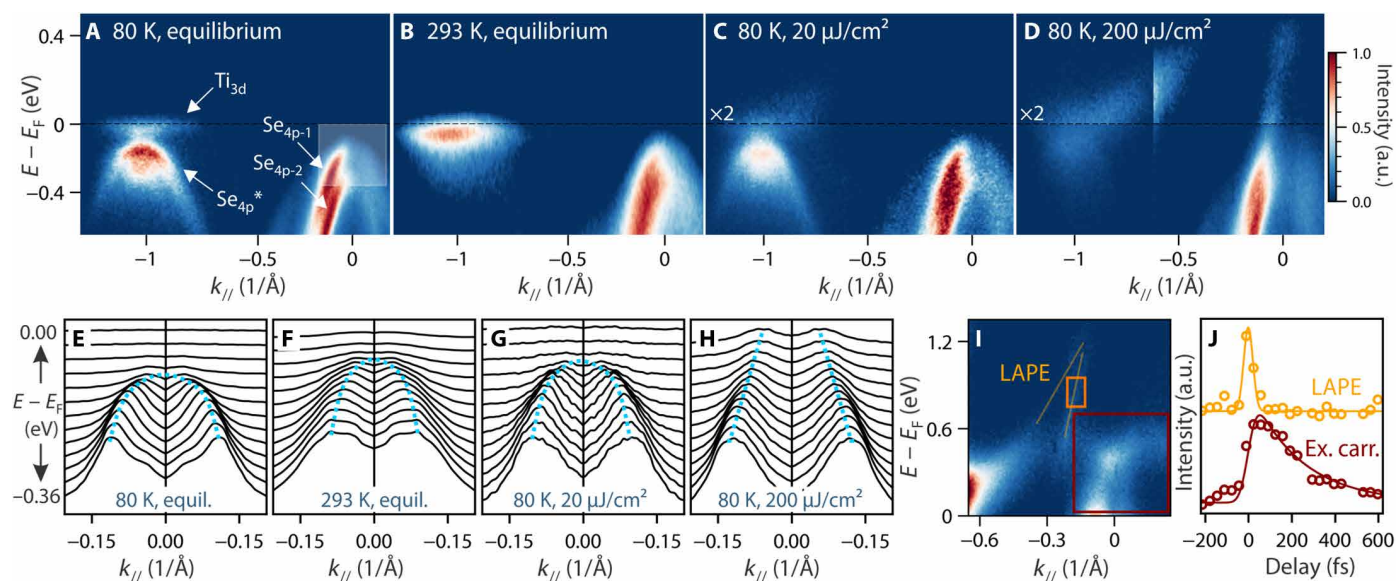 A 80 K, equilibrium
B 293 K, equilibrium
C 80 K, 20 μJ/cm²
D 80 K, 200 μJ/cm²
0.4
0
−0.4
E − E_F (eV)
Ti3d
Se4p-1
Se4p-2
Se4p*
×2
×2
1.0
0.5
0.0
Intensity (a.u.)
−1 −0.5 0
−1 −0.5 0
−1 −0.5 0
−1 −0.5 0
k// (1/Å)
k// (1/Å)
k// (1/Å)
k// (1/Å)
E
F
G
H
0.00
E − E_F
(eV)
−0.36
80 K, equil.
293 K, equil.
80 K, 20 μJ/cm²
80 K, 200 μJ/cm²
−0.15 0.00 −0.15
−0.15 0.00 −0.15
−0.15 0.00 −0.15
−0.15 0.00 −0.15
k// (1/Å)
k// (1/Å)
k// (1/Å)
k// (1/Å)
I
LAPE
1.2
0.6
0
E − E_F (eV)
−0.6 −0.3 0
k// (1/Å)
J
LAPE
Ex. carr.
Intensity (a.u.)
−200 0 200 400 600
Delay (fs)